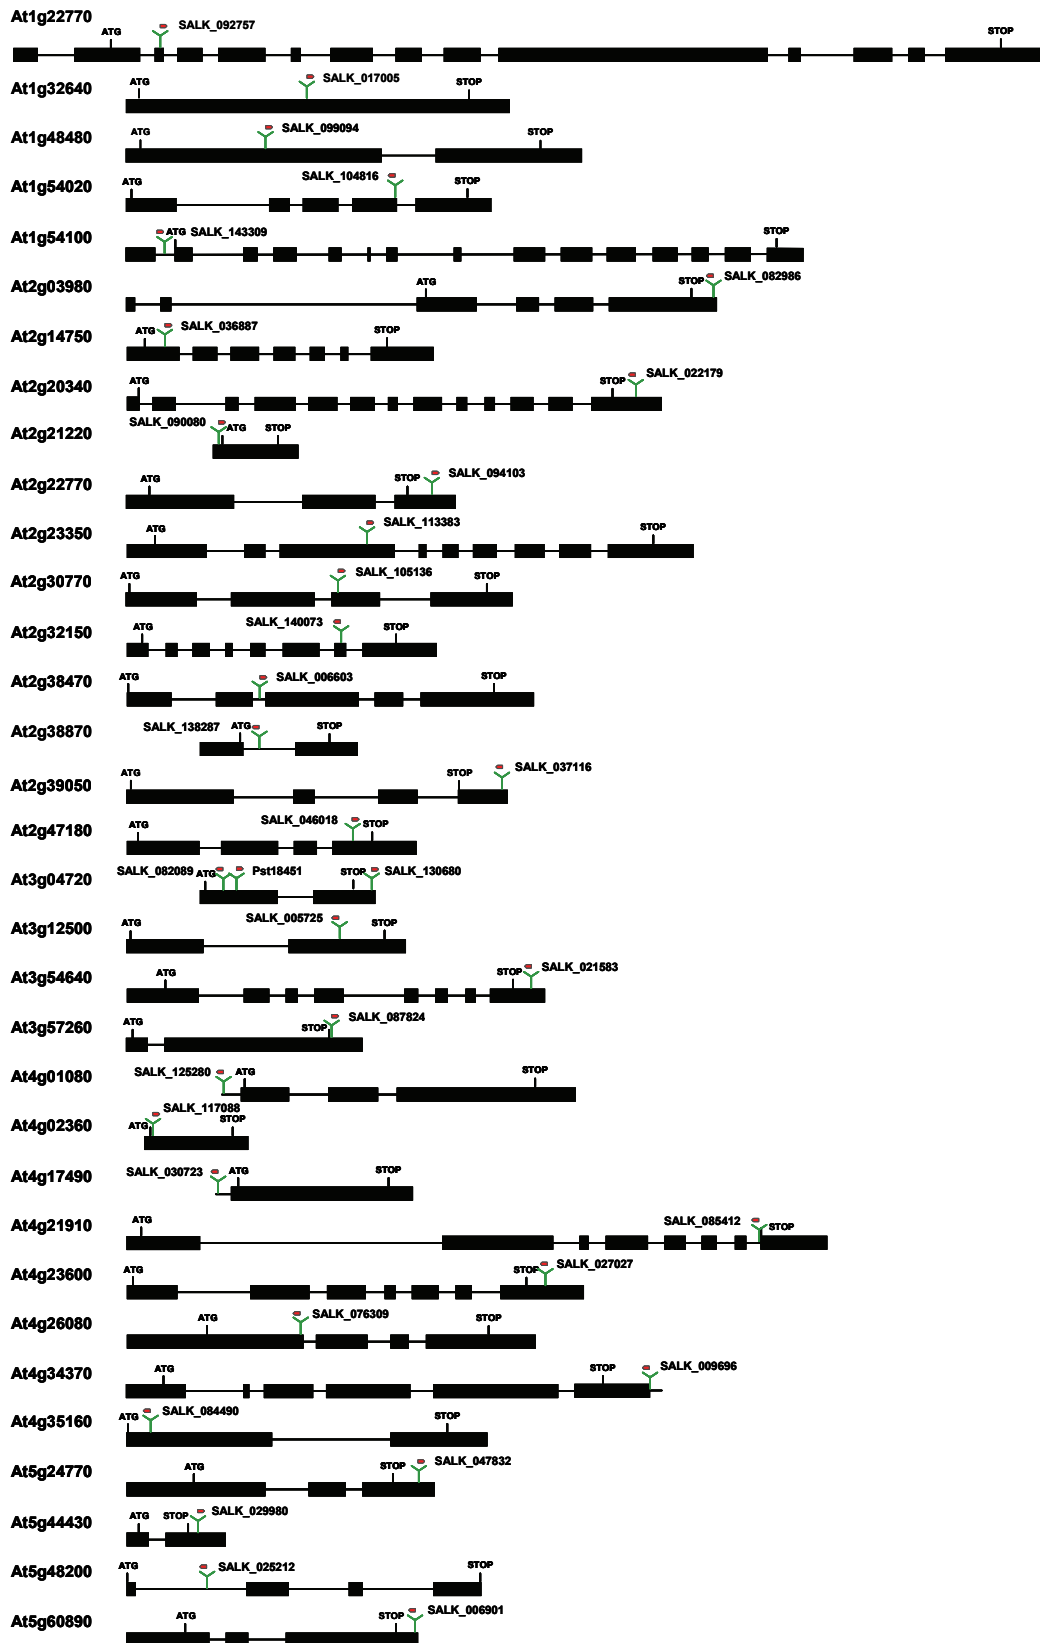 At1g22770 ATG SALK_092757 STOP
At1g32640 ATG SALK_017005 STOP
At1g48480 ATG SALK_099094 STOP
At1g54020 ATG SALK_104816 STOP
At1g54100 ATG SALK_143309 STOP
At2g03980 ATG STOP SALK_082986
At2g14750 ATG SALK_036887 STOP
At2g20340 ATG STOP SALK_022179
At2g21220 SALK_090080 ATG STOP
At2g22770 ATG STOP SALK_094103
At2g23350 ATG SALK_113383 STOP
At2g30770 ATG SALK_105136 STOP
At2g32150 ATG SALK_140073 STOP
At2g38470 ATG SALK_006603 STOP
At2g38870 SALK_138287 ATG STOP
At2g39050 ATG STOP SALK_037116
At2g47180 ATG SALK_046018 STOP
At3g04720 SALK_082089 ATG Pst18451 STOP SALK_130680
At3g12500 ATG SALK_005725 STOP
At3g54640 ATG STOP SALK_021583
At3g57260 ATG STOP SALK_087824
At4g01080 SALK_125280 ATG STOP
At4g02360 ATG SALK_117088 STOP
At4g17490 SALK_030723 ATG STOP
At4g21910 ATG SALK_085412 STOP
At4g23600 ATG STOP SALK_027027
At4g26080 ATG SALK_076309 STOP
At4g34370 ATG STOP SALK_009696
At4g35160 ATG SALK_084490 STOP
At5g24770 ATG STOP SALK_047832
At5g44430 ATG STOP SALK_029980
At5g48200 ATG SALK_025212 STOP
At5g60890 ATG STOP SALK_006901